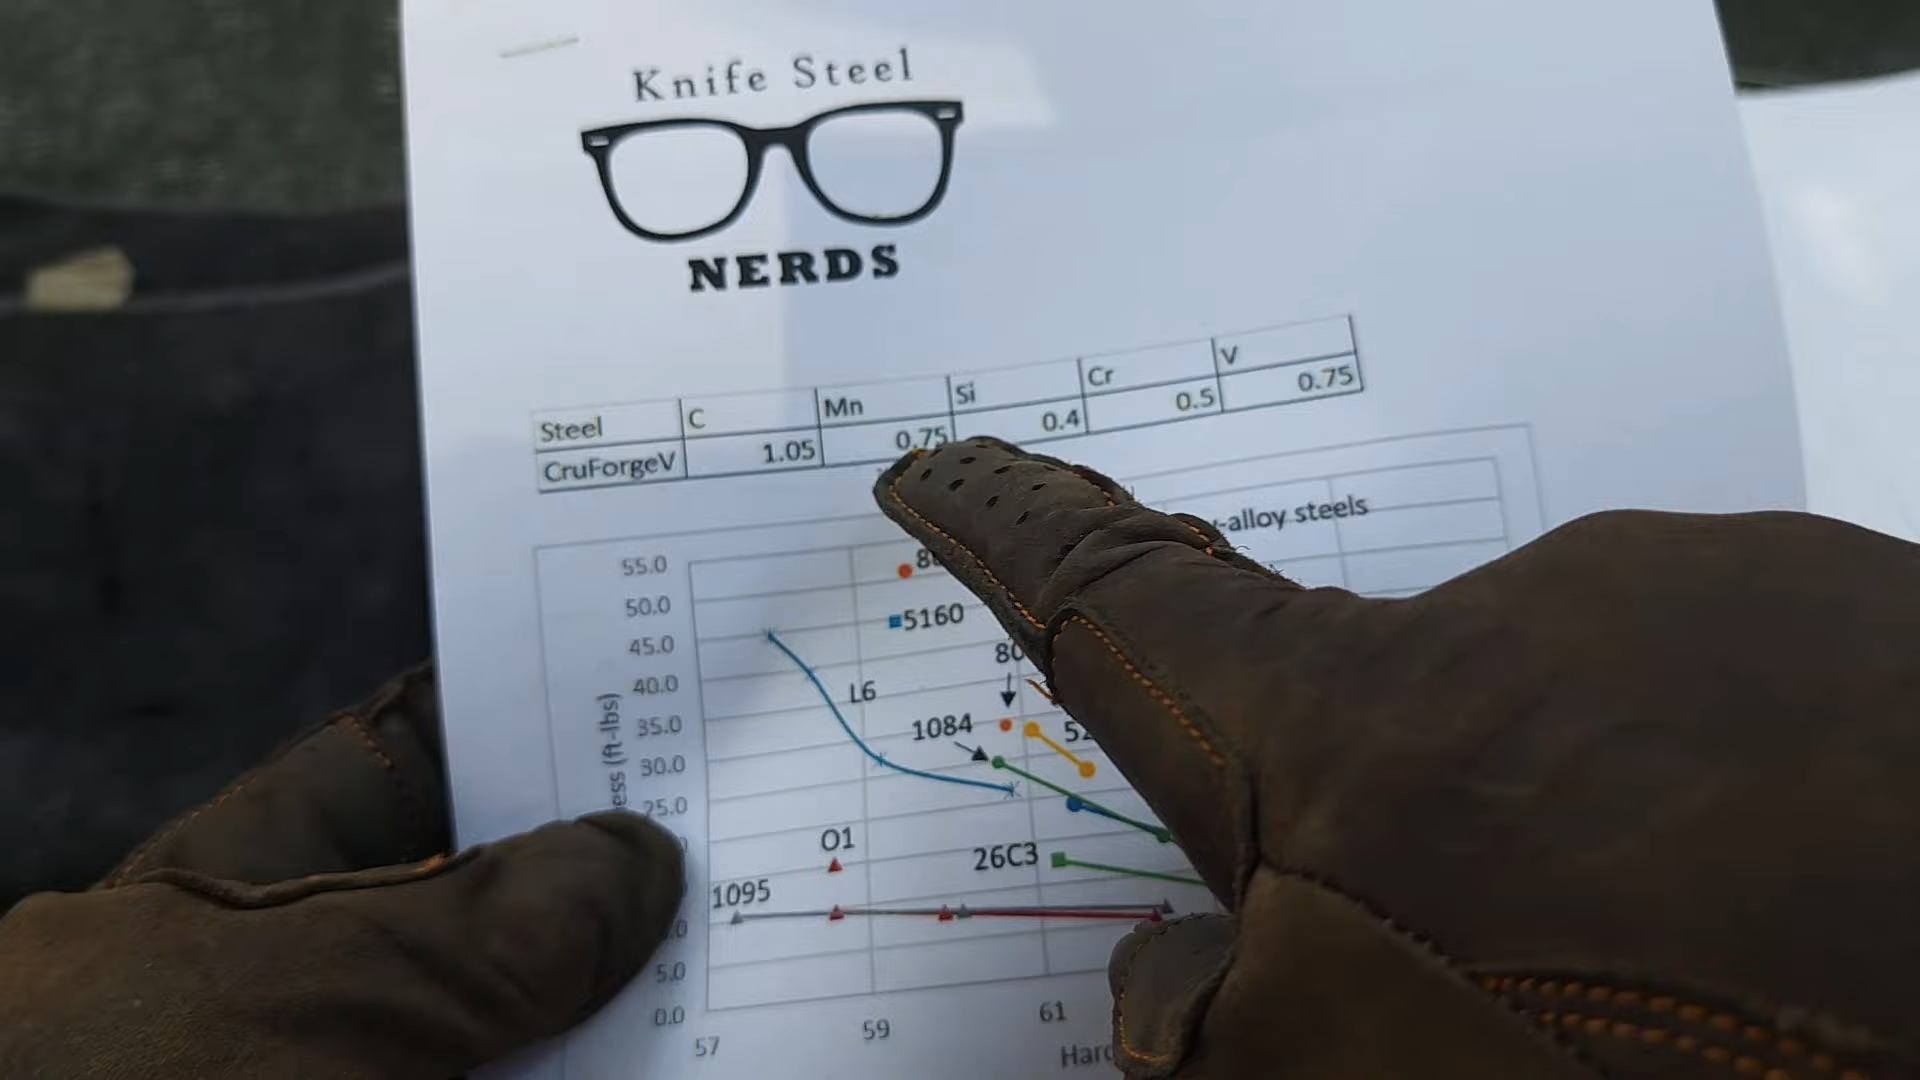 Knife Steel
NERDS
Steel C Mn Si Cr V
CruForgeV 1.05 0.75 0.4 0.5 0.75
-alloy steels
55.0
50.0
5160
45.0
40.0
L6
35.0
1084
30.0
25.0
O1
26C3
1095
5.0
0.0
57 59 61
(ft-lbs)